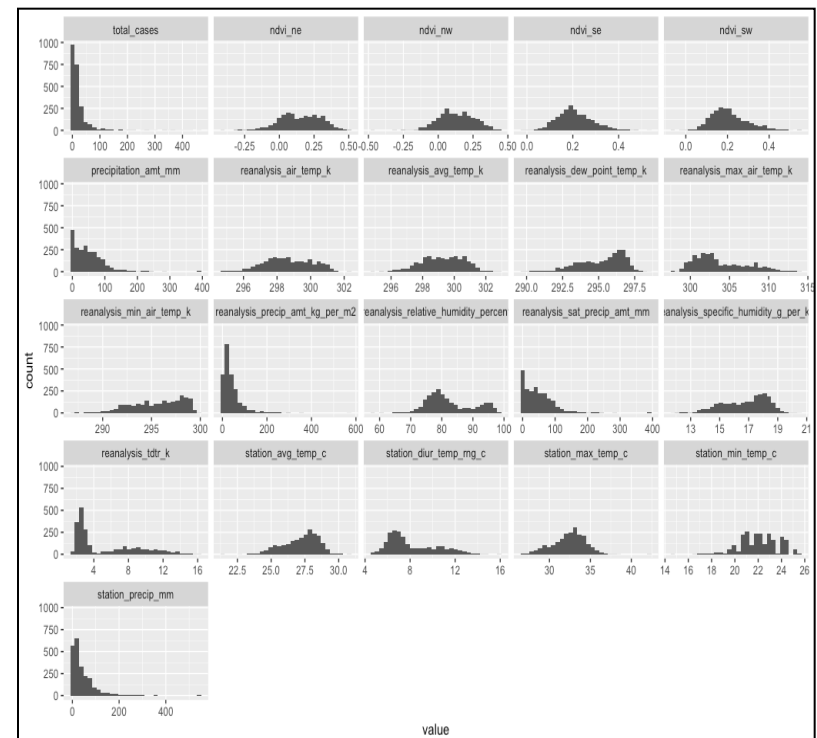 total_cases ndvi_ne ndvi_nw ndvi_se ndvi_sw
1000
750
500
250
0
0 100 200 300 400 -0.25 0.00 0.25 0.50 -0.50 -0.25 0.00 0.25 0.50 0.0 0.2 0.4 0.0 0.2 0.4
precipitation_amt_mm reanalysis_air_temp_k reanalysis_avg_temp_k reanalysis_dew_point_temp_k reanalysis_max_air_temp_k
1000
750
500
250
0
0 100 200 300 400 296 298 300 302 296 298 300 302 290.0 292.5 295.0 297.5 300 305 310 315
reanalysis_min_air_temp_k reanalysis_precip_amt_kg_per_m2 eanalysis_relative_humidity_percen reanalysis_sat_precip_amt_mm eanalysis_specific_humidity_g_per_k
1000
750
500
250
0
290 295 300 0 200 400 600 60 70 80 90 100 0 100 200 300 400 13 15 17 19 21
reanalysis_tdtr_k station_avg_temp_c station_diur_temp_rng_c station_max_temp_c station_min_temp_c
1000
750
500
250
0
4 8 12 16 22.5 25.0 27.5 30.0 4 8 12 16 30 35 40 14 16 18 20 22 24 26
station_precip_mm
1000
750
500
250
0
0 200 400
count
value